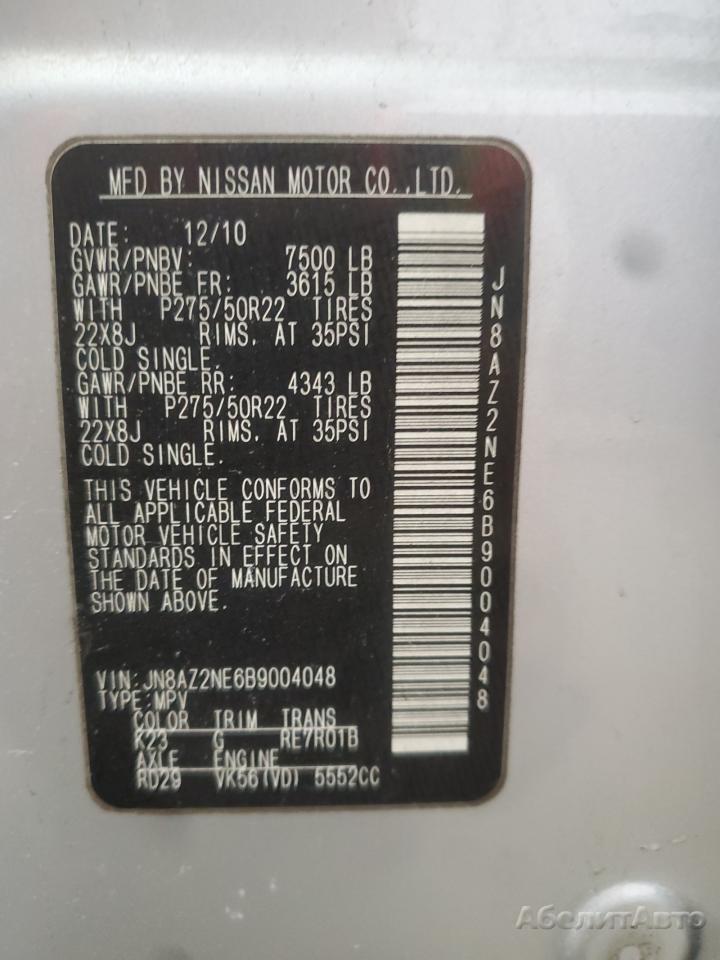 MFD BY NISSAN MOTOR CO.,LTD.
DATE: 12/10
GVWR/PNBV: 7500 LB
GAWR/PNBE FR: 3615 LB
WITH P275/50R22 TIRES
22X8J RIMS. AT 35PSI
COLD SINGLE.
GAWR/PNBE RR: 4343 LB
WITH P275/50R22 TIRES
22X8J RIMS. AT 35PSI
COLD SINGLE.
THIS VEHICLE CONFORMS TO
ALL APPLICABLE FEDERAL
MOTOR VEHICLE SAFETY
STANDARDS IN EFFECT ON
THE DATE OF MANUFACTURE
SHOWN ABOVE.
VIN:JN8AZ2NE6B9004048
TYPE:MPV
COLOR TRIM TRANS
K23 G RE7R01B
AXLE ENGINE
RD29 VK56(VD) 5552CC
JN8AZ2NE6B9004048
АбелитАвто